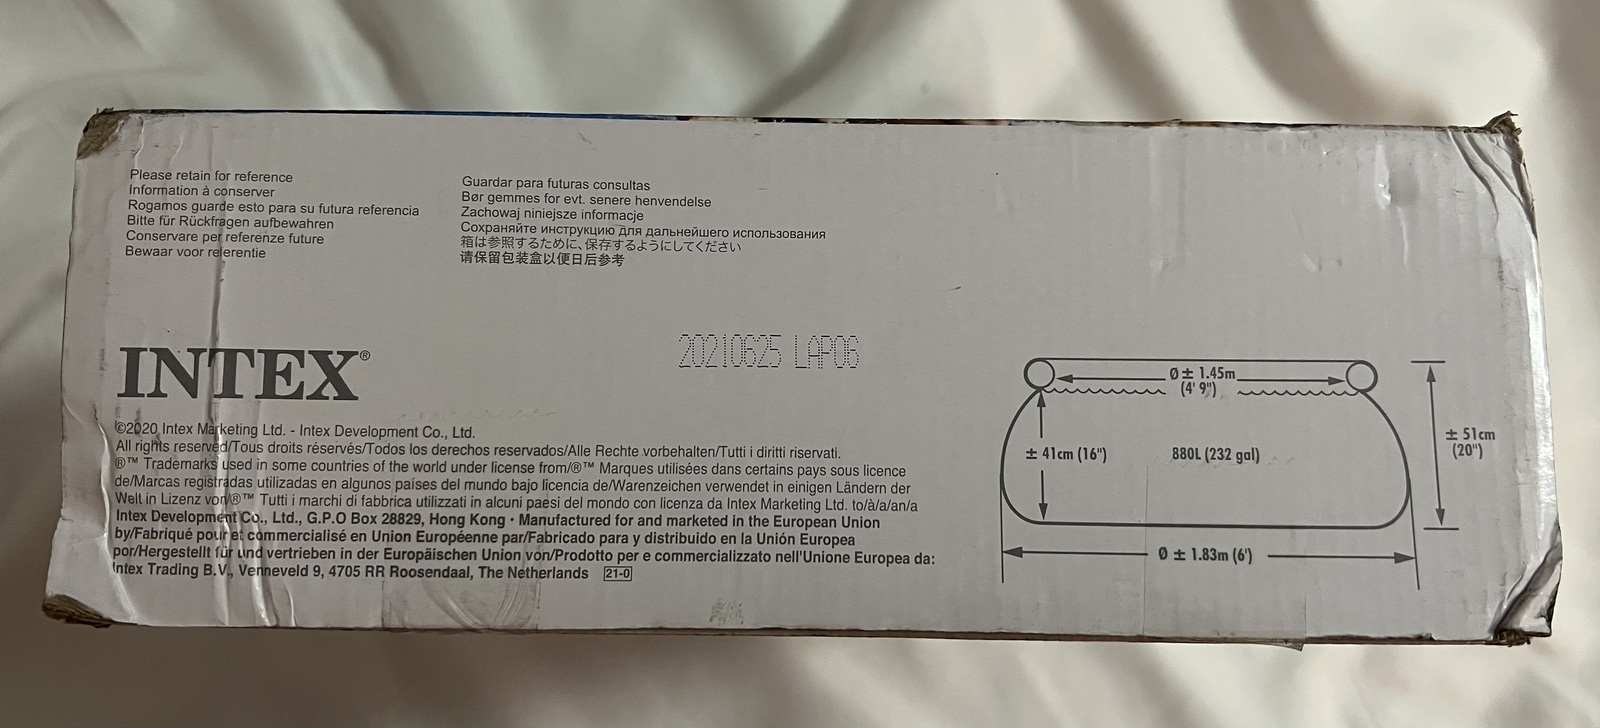 Please retain for reference
Information à conserver
Rogamos guarde esto para su futura referencia
Bitte für Rückfragen aufbewahren
Conservare per referenze future
Bewaar voor referentie
Guardar para futuras consultas
Bør gemmes for evt. senere henvendelse
Zachowaj niniejsze informacje
Сохраняйте инструкцию для дальнейшего использования
箱は参照するために、保存するようにしてください
请保留包装盒以便日后参考
INTEX®
20210625 LAP06
©2020 Intex Marketing Ltd. - Intex Development Co., Ltd.
All rights reserved/Tous droits réservés/Todos los derechos reservados/Alle Rechte vorbehalten/Tutti i diritti riservati.
®™ Trademarks used in some countries of the world under license from/®™ Marques utilisées dans certains pays sous licence
de/Marcas registradas utilizadas en algunos países del mundo bajo licencia de/Warenzeichen verwendet in einigen Ländern der
Welt in Lizenz von/®™ Tutti i marchi di fabbrica utilizzati in alcuni paesi del mondo con licenza da Intex Marketing Ltd. to/à/a/an/a
Intex Development Co., Ltd., G.P.O Box 28829, Hong Kong • Manufactured for and marketed in the European Union
by/Fabriqué pour et commercialisé en Union Européenne par/Fabricado para y distribuido en la Unión Europea
por/Hergestellt für und vertrieben in der Europäischen Union von/Prodotto per e commercializzato nell'Unione Europea da:
Intex Trading B.V., Venneveld 9, 4705 RR Roosendaal, The Netherlands 21-0
Ø ± 1.45m
(4' 9")
± 41cm (16")
880L (232 gal)
± 51cm
(20")
Ø ± 1.83m (6')